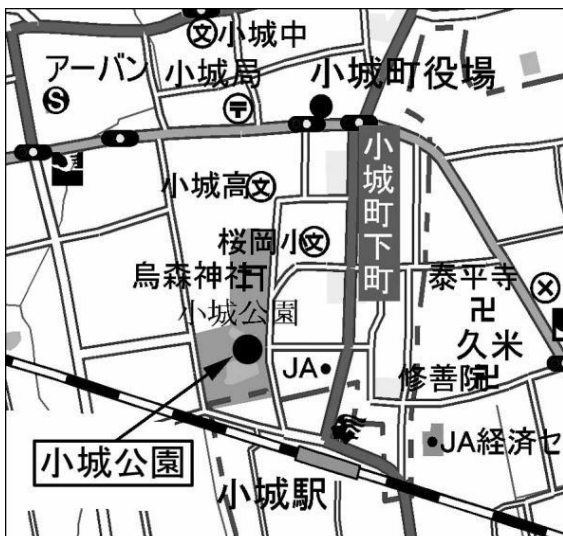 小城中
アーバン
小城局
小城町役場
小城高
小城町下町
桜岡小
烏森神社
泰平寺
小城公園
久米
JA
修善院
JA経済セ
小城公園
小城駅